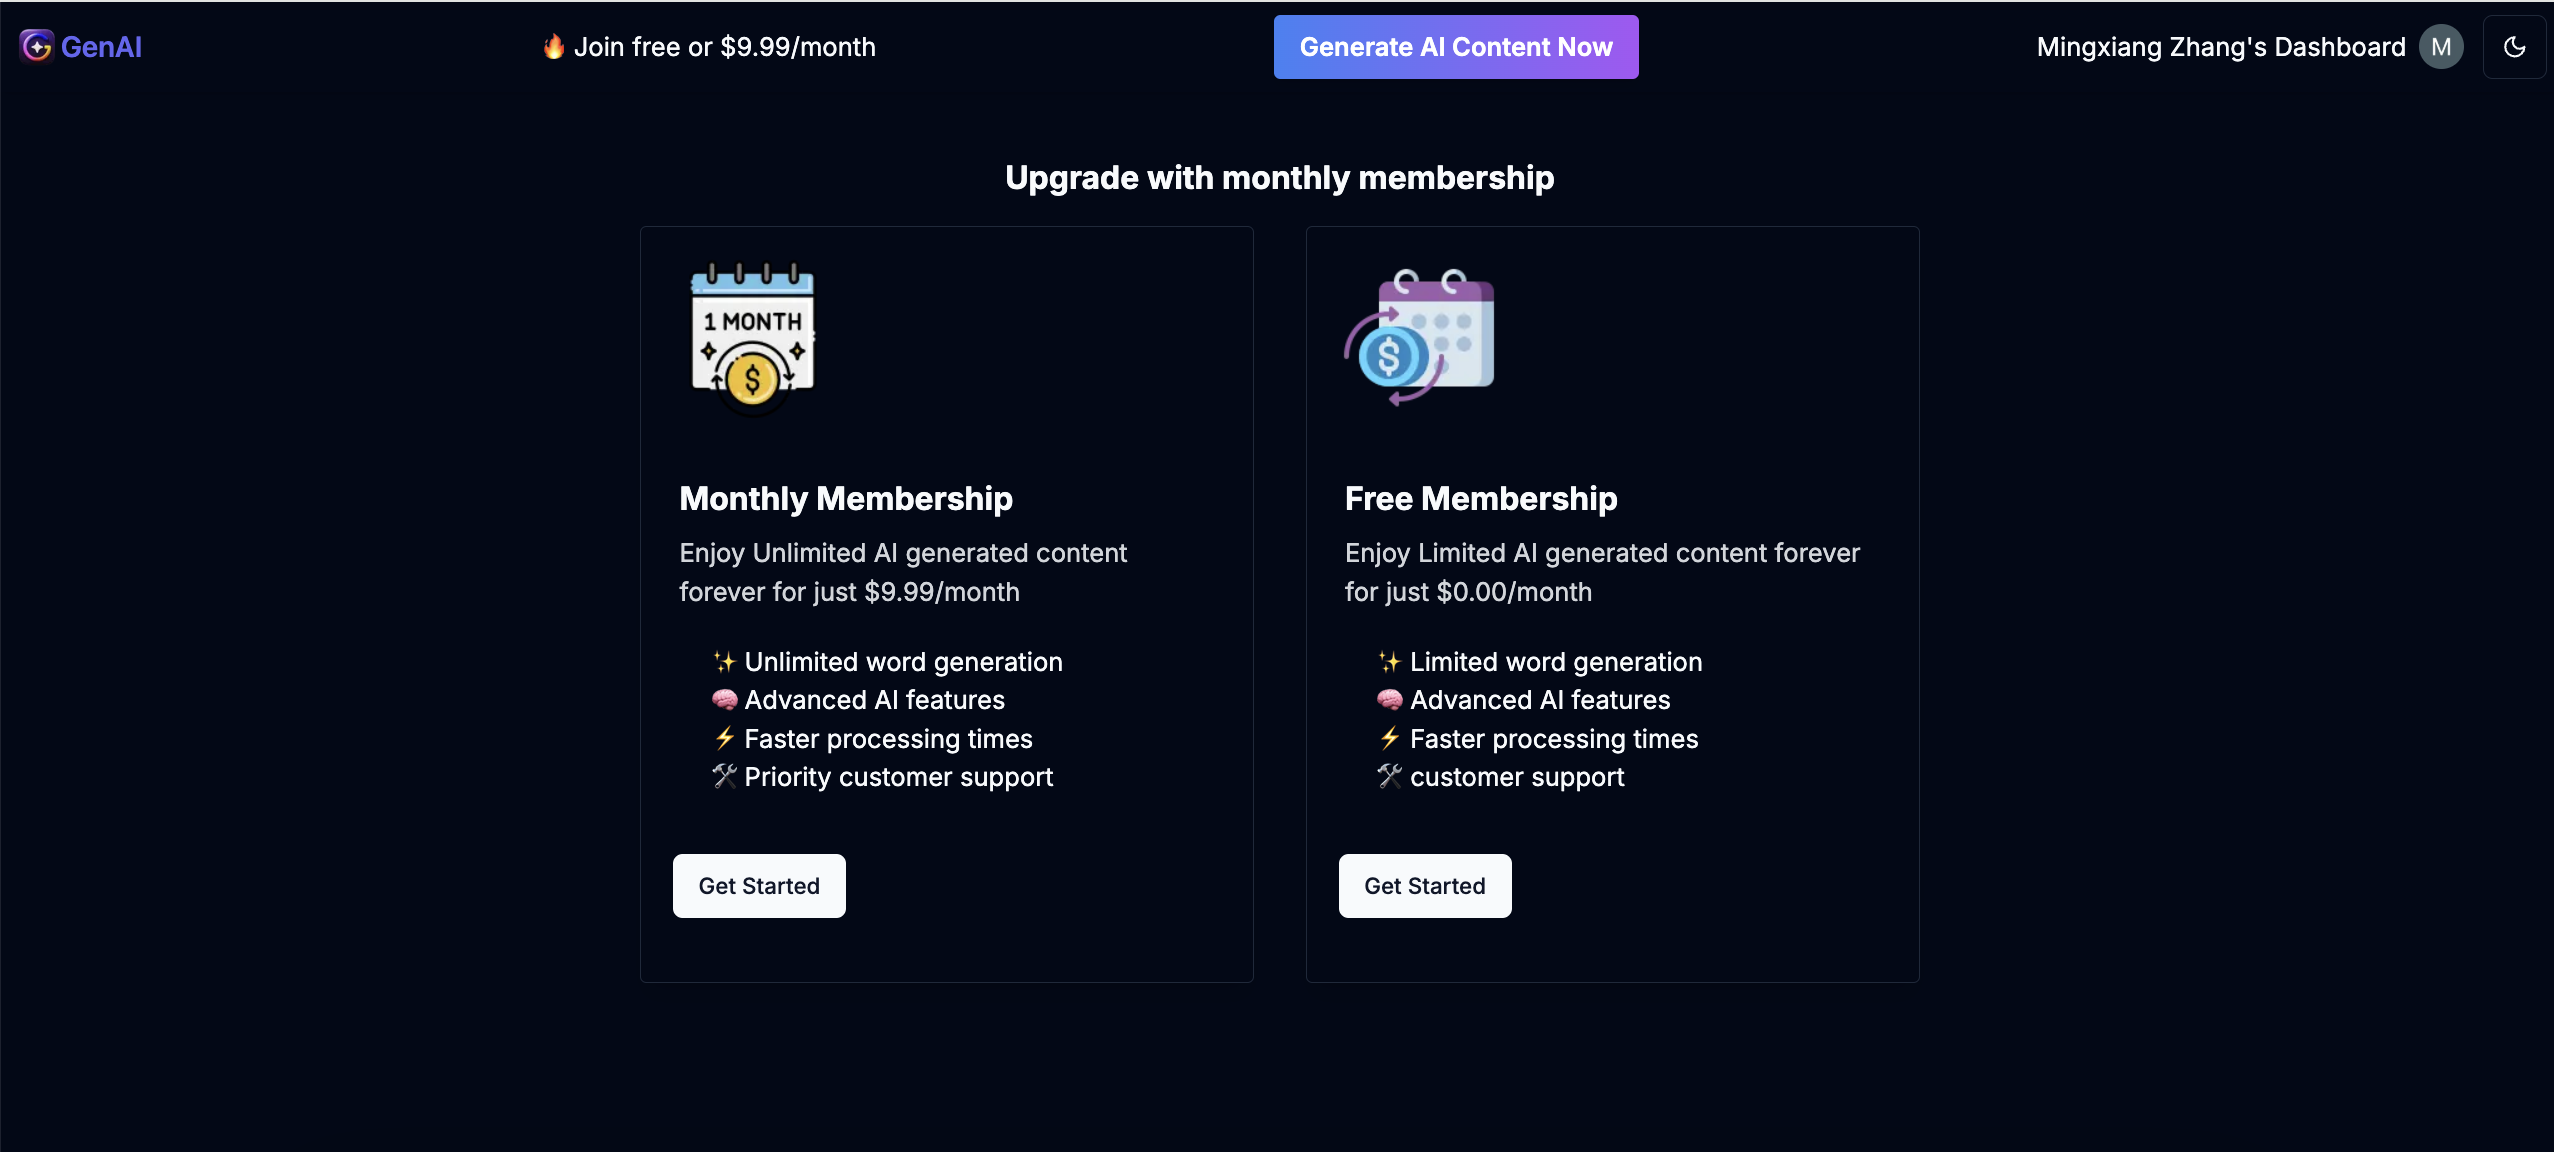 GenAI
🔥 Join free or $9.99/month
Generate AI Content Now
Mingxiang Zhang's Dashboard
M
Upgrade with monthly membership
1 MONTH
$
Monthly Membership
Enjoy Unlimited AI generated content
forever for just $9.99/month
✨ Unlimited word generation
🧠 Advanced AI features
⚡ Faster processing times
🛠 Priority customer support
Get Started
$
Free Membership
Enjoy Limited AI generated content forever
for just $0.00/month
✨ Limited word generation
🧠 Advanced AI features
⚡ Faster processing times
🛠 customer support
Get Started